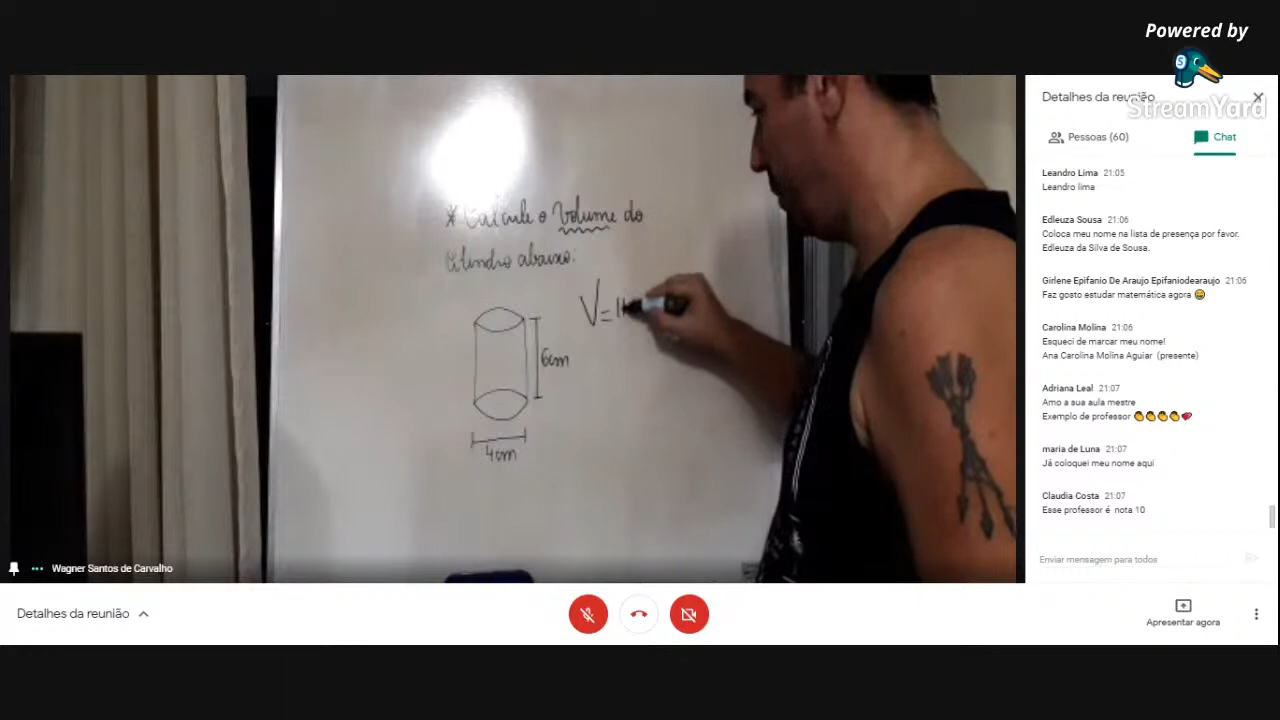 Powered by
StreamYard
Detalhes da reunião
Pessoas (60)
Chat
Leandro Lima 21:05
Leandro lima
Edleuza Sousa 21:06
Coloca meu nome na lista de presença por favor.
Edleuza da Silva de Sousa.
Girlene Epifanio De Araujo Epifaniodearaujo 21:06
Faz gosto estudar matemática agora 😄
Carolina Molina 21:06
Esqueci de marcar meu nome!
Ana Carolina Molina Aguiar (presente)
Adriana Leal 21:07
Amo a sua aula mestre
Exemplo de professor 👏👏👏👏💝
maria de Luna 21:07
Já coloquei meu nome aqui
Claudia Costa 21:07
Esse professor é nota 10
Enviar mensagem para todos
* Calcule o Volume do
Cilindro abaixo:
V=
6cm
4cm
Wagner Santos de Carvalho
Detalhes da reunião
Apresentar agora